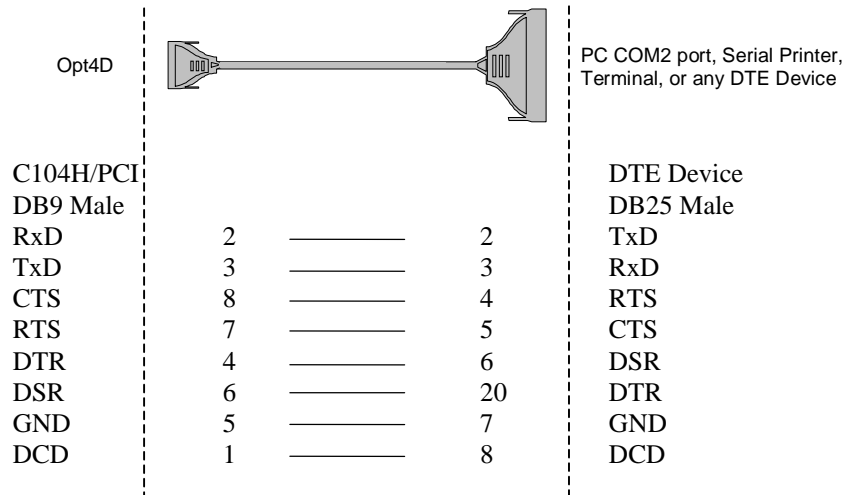 Opt4D
PC COM2 port, Serial Printer,
Terminal, or any DTE Device
C104H/PCI DTE Device
DB9 Male DB25 Male
RxD 2 2 TxD
TxD 3 3 RxD
CTS 8 4 RTS
RTS 7 5 CTS
DTR 4 6 DSR
DSR 6 20 DTR
GND 5 7 GND
DCD 1 8 DCD